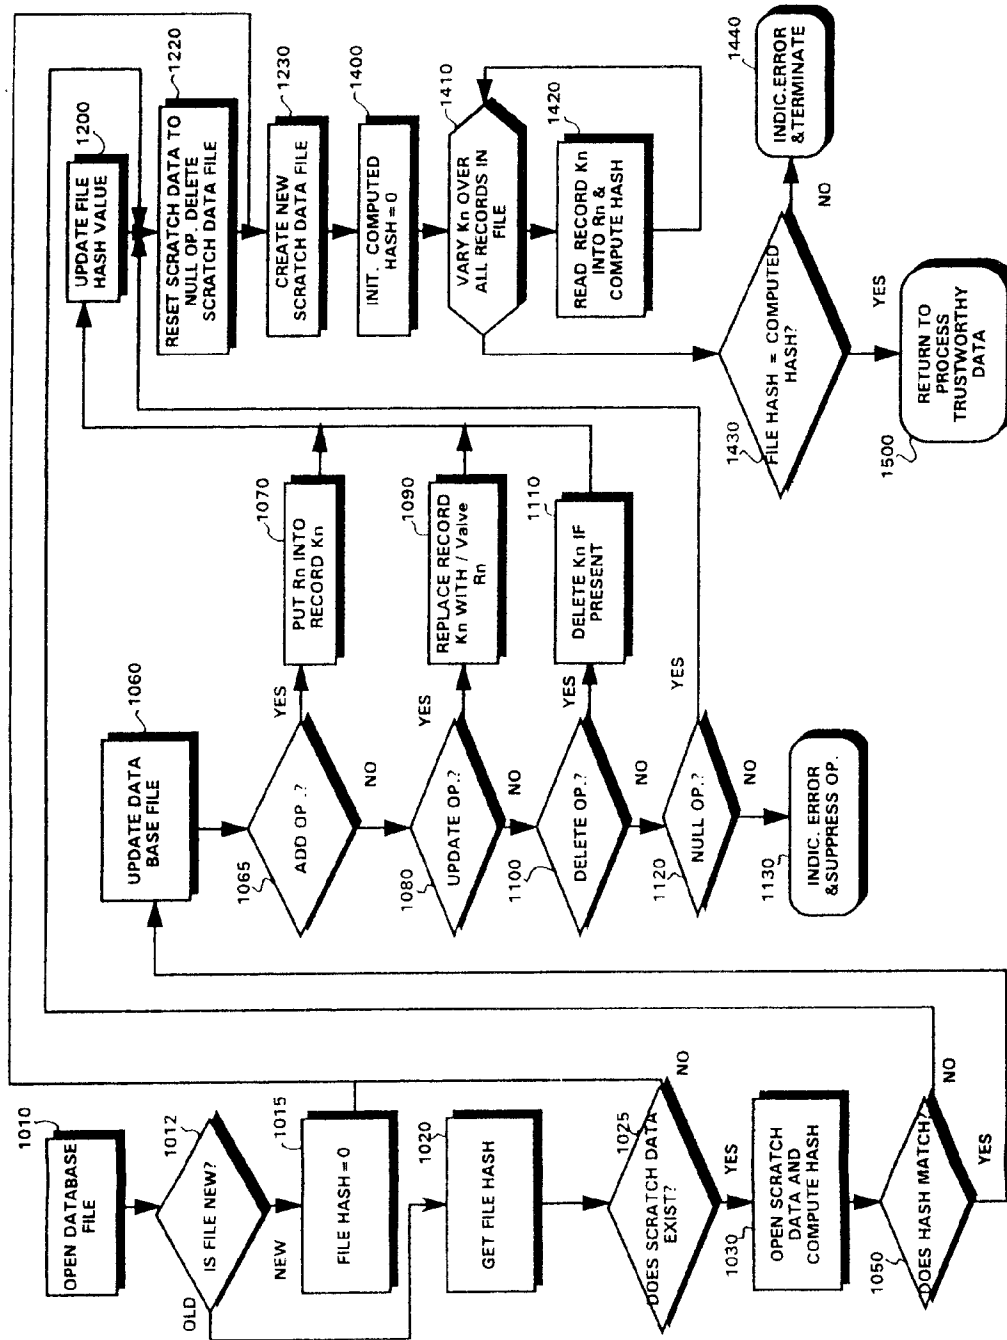 1010
OPEN DATABASE
FILE
1012
IS FILE NEW?
OLD
NEW
1015
FILE HASH = 0
1020
GET FILE HASH
1025
DOES SCRATCH DATA
EXIST?
NO
YES
1030
OPEN SCRATCH
DATA AND
COMPUTE HASH
1050
DOES HASH MATCH?
NO
YES
1060
UPDATE DATA
BASE FILE
1065
ADD OP .?
YES
NO
1070
PUT Rn INTO
RECORD Kn
1080
UPDATE OP.?
YES
NO
1090
REPLACE RECORD
Kn WITH / Valve
Rn
1100
DELETE OP.?
YES
NO
1110
DELETE Kn IF
PRESENT
1120
NULL OP.?
YES
NO
1130
INDIC. ERROR
&SUPPRESS OP.
1200
UPDATE FILE
HASH VALUE
1220
RESET SCRATCH DATA TO
NULL OP. DELETE
SCRATCH DATA FILE
1230
CREATE NEW
SCRATCH DATA FILE
1400
INIT. COMPUTED
HASH = 0
1410
VARY Kn OVER
ALL RECORDS IN
FILE
1420
READ RECORD Kn
INTO Rn &
COMPUTE HASH
1430
FILE HASH = COMPUTED
HASH?
NO
YES
1440
INDIC.ERROR
&TERMINATE
1500
RETURN TO
PROCESS
TRUSTWORTHY
DATA